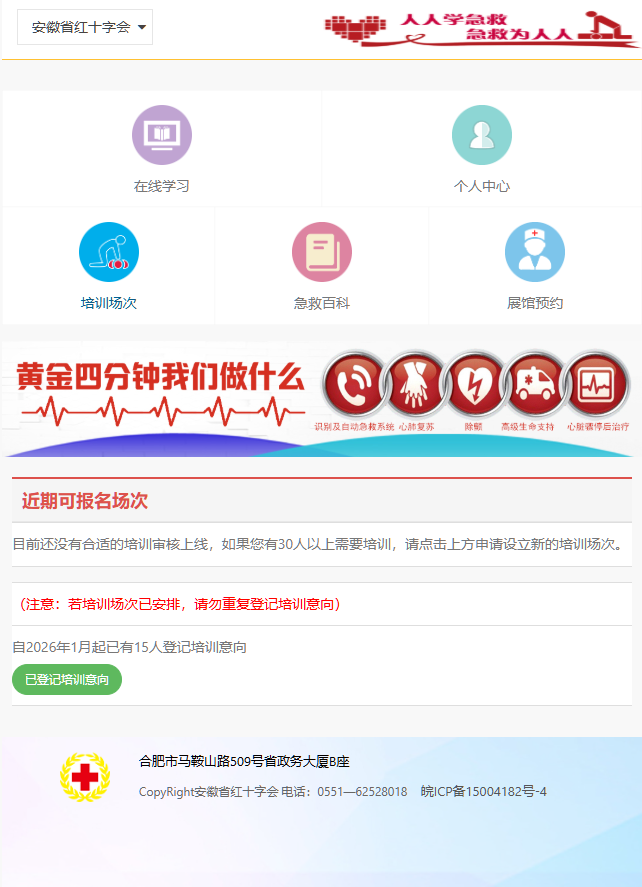 安徽省红十字会
人人学急救
急救为人人
在线学习
个人中心
培训场次
急救百科
展馆预约
黄金四分钟我们做什么
识别及自动急救系统 心肺复苏 除颤 高级生命支持 心脏骤停后治疗
近期可报名场次
目前还没有合适的培训审核上线，如果您有30人以上需要培训，请点击上方申请设立新的培训场次。
（注意：若培训场次已安排，请勿重复登记培训意向）
自2026年1月起已有15人登记培训意向
已登记培训意向
合肥市马鞍山路509号省政务大厦B座
CopyRight安徽省红十字会 电话：0551—62528018 皖ICP备15004182号-4